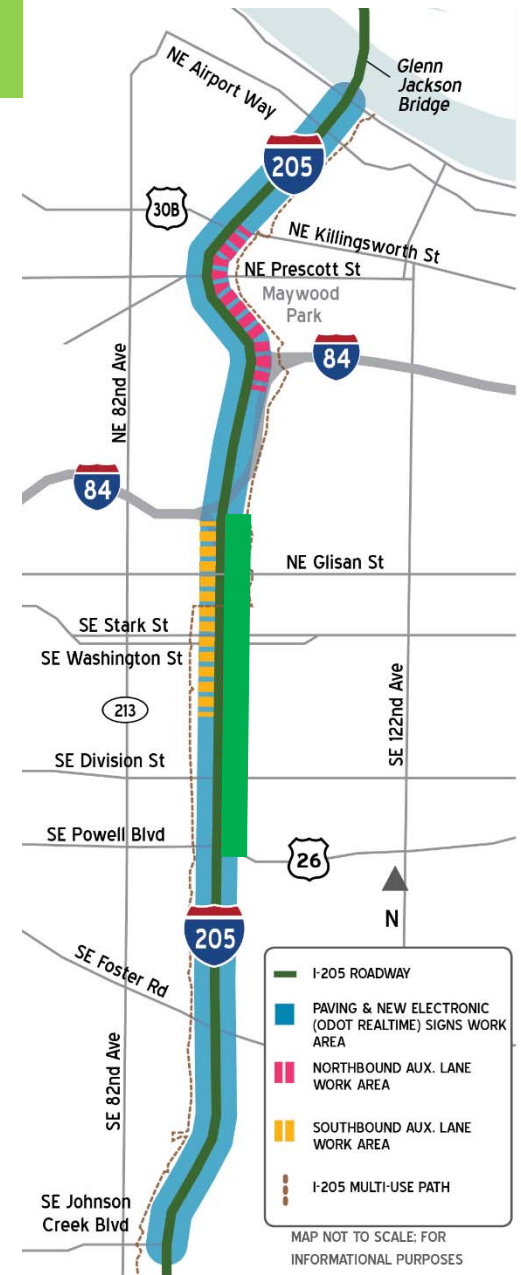 Glenn
Jackson
Bridge
NE Airport Way
205
30B
NE Killingsworth St
NE Prescott St
Maywood
Park
84
NE 82nd Ave
84
NE Glisan St
SE Stark St
SE Washington St
213
SE 122nd Ave
SE Division St
SE Powell Blvd
26
N
205
SE Foster Rd
SE 82nd Ave
SE Johnson
Creek Blvd
I-205 ROADWAY
PAVING & NEW ELECTRONIC
(ODOT REALTIME) SIGNS WORK
AREA
NORTHBOUND AUX. LANE
WORK AREA
SOUTHBOUND AUX. LANE
WORK AREA
I-205 MULTI-USE PATH
MAP NOT TO SCALE; FOR
INFORMATIONAL PURPOSES